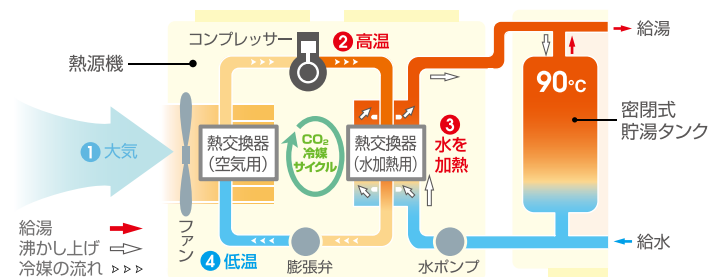 コンプレッサー
❷高温
給湯
熱源機
90℃
密閉式
貯湯タンク
❶大気
熱交換器
(空気用)
CO₂
冷媒
サイクル
熱交換器
(水加熱用)
❸
水を
加熱
ファン
給湯
沸かし上げ
冷媒の流れ
❹低温
膨張弁
水ポンプ
給水